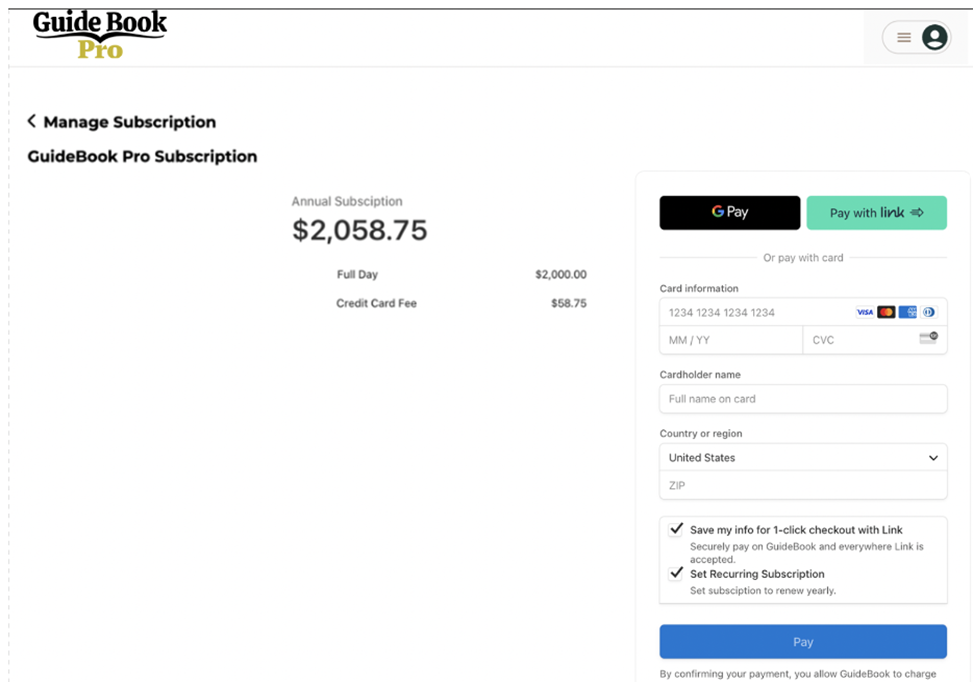 Guide Book
Pro
Manage Subscription
GuideBook Pro Subscription
Annual Subsciption
$2,058.75
Full Day $2,000.00
Credit Card Fee $58.75
G Pay
Pay with link
Or pay with card
Card information
1234 1234 1234 1234 VISA
MM / YY CVC
Cardholder name
Full name on card
Country or region
United States
ZIP
Save my info for 1-click checkout with Link
Securely pay on GuideBook and everywhere Link is
accepted.
Set Recurring Subscription
Set subsciption to renew yearly.
Pay
By confirming your payment, you allow GuideBook to charge